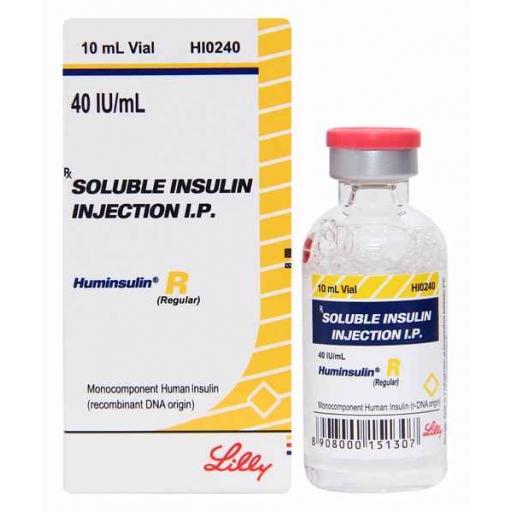 10 mL Vial HI0240
40 IU/mL
Rx SOLUBLE INSULIN
INJECTION I.P.
Huminsulin® R
(Regular)
Monocomponent Human Insulin
(recombinant DNA origin)
Lilly
10 mL Vial HI0240
Rx SOLUBLE INSULIN
INJECTION I.P.
40 IU/mL
Huminsulin® R
(Regular)
Monocomponent Human Insulin (r-DNA origin)
8 908000 151307
Lilly